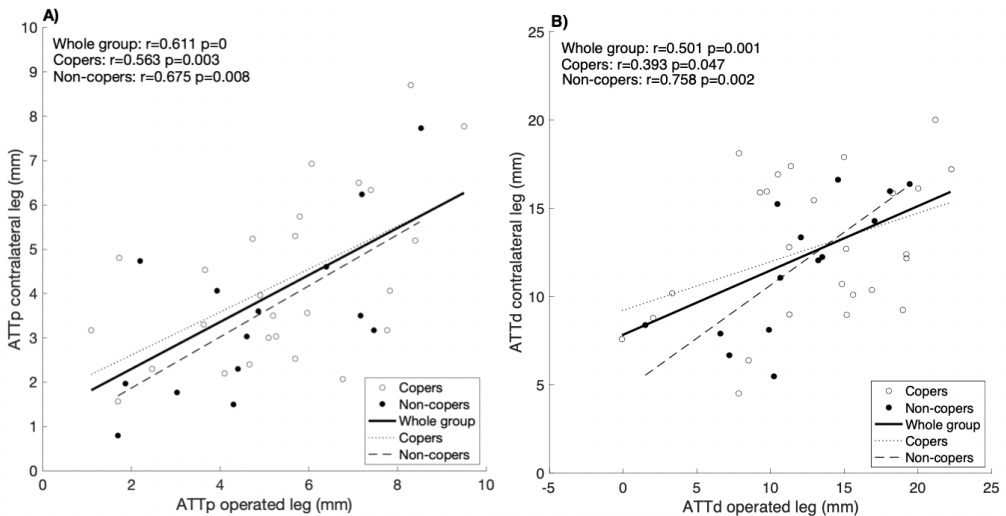 A)
Whole group: r=0.611 p=0
Copers: r=0.563 p=0.003
Non-copers: r=0.675 p=0.008
10
9
8
7
6
5
4
3
2
1
0
ATTp contralateral leg (mm)
0 2 4 6 8 10
ATTp operated leg (mm)
Copers
Non-copers
Whole group
Copers
Non-copers
B)
Whole group: r=0.501 p=0.001
Copers: r=0.393 p=0.047
Non-copers: r=0.758 p=0.002
25
20
15
10
5
0
ATTd contralateral leg (mm)
-5 0 5 10 15 20 25
ATTd operated leg (mm)
Copers
Non-copers
Whole group
Copers
Non-copers